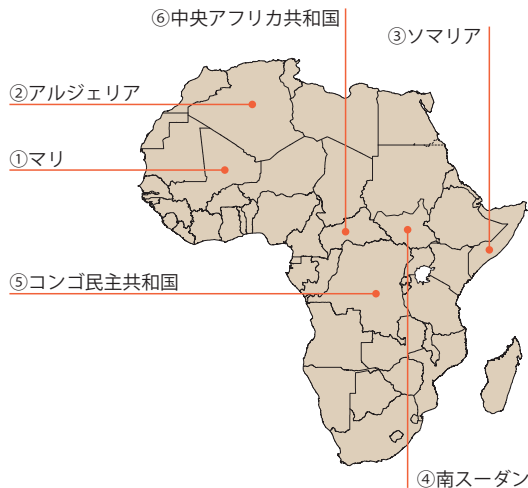 ⑥中央アフリカ共和国
③ソマリア
②アルジェリア
①マリ
⑤コンゴ民主共和国
④南スーダン